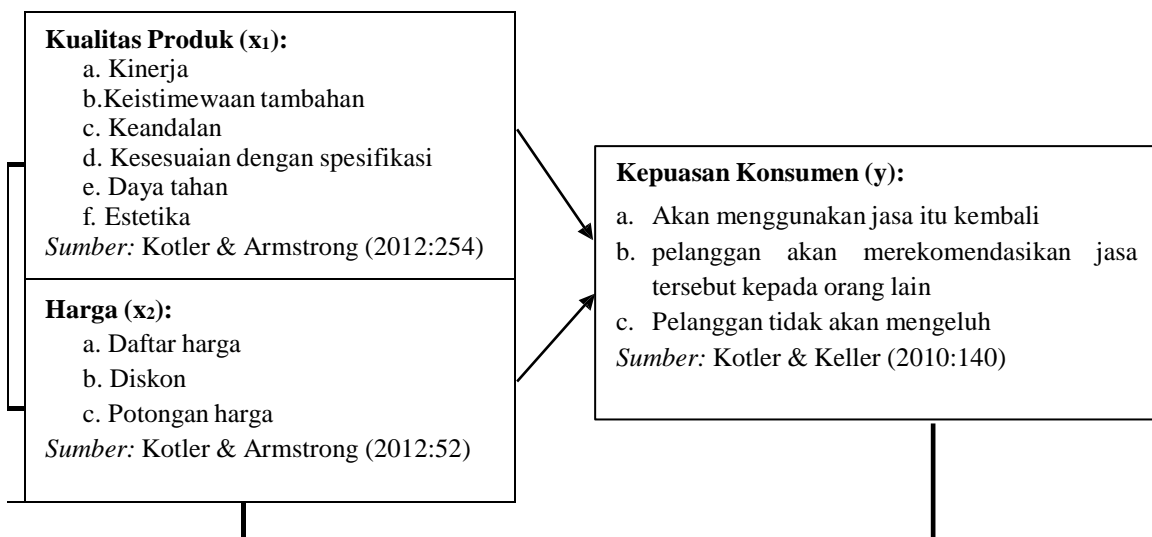 Kualitas Produk (x₁):
a. Kinerja
b.Keistimewaan tambahan
c. Keandalan
d. Kesesuaian dengan spesifikasi
e. Daya tahan
f. Estetika
Sumber: Kotler & Armstrong (2012:254)
Harga (x₂):
a. Daftar harga
b. Diskon
c. Potongan harga
Sumber: Kotler & Armstrong (2012:52)
Kepuasan Konsumen (y):
a. Akan menggunakan jasa itu kembali
b. pelanggan akan merekomendasikan jasa
tersebut kepada orang lain
c. Pelanggan tidak akan mengeluh
Sumber: Kotler & Keller (2010:140)